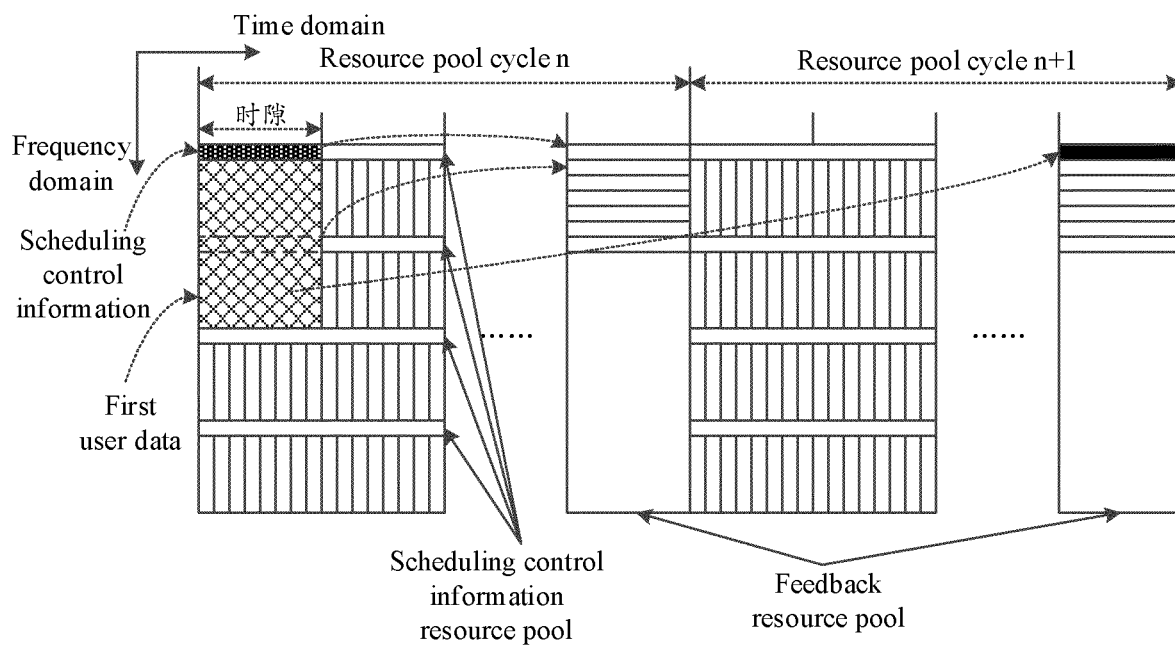 Time domain
Resource pool cycle n
Resource pool cycle n+1
时隙
Frequency
domain
Scheduling
control
information
First
user data
......
......
Scheduling control
information
resource pool
Feedback
resource pool